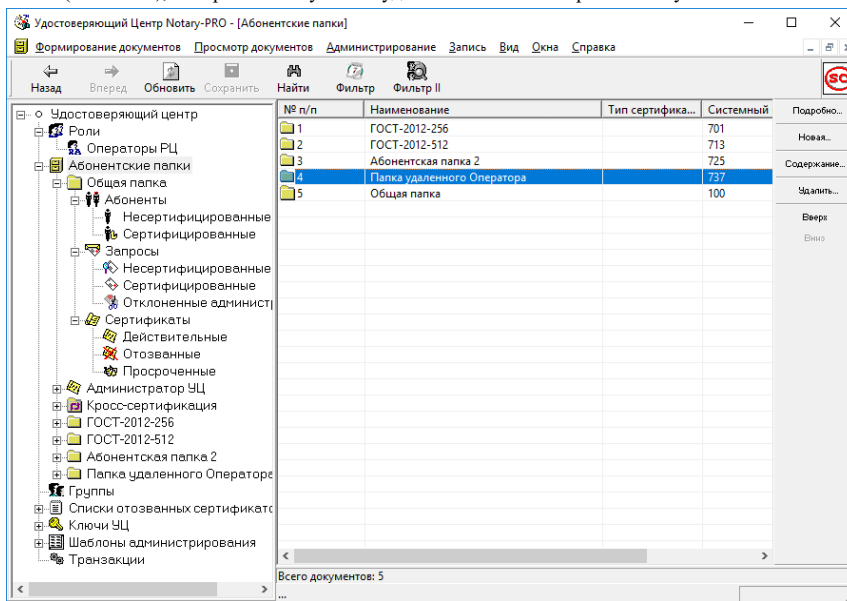 Удостоверяющий Центр Notary-PRO - [Абонентские папки]
Формирование документов Просмотр документов Администрирование Запись Вид Окна Справка
Назад Вперед Обновить Сохранить Найти Фильтр Фильтр II
Удостоверяющий центр
Роли
Операторы РЦ
Абонентские папки
Общая папка
Абоненты
Несертифицированные
Сертифицированные
Запросы
Несертифицированные
Сертифицированные
Отклоненные админист
Сертификаты
Действительные
Отозванные
Просроченные
Администратор УЦ
Кросс-сертификация
ГОСТ-2012-256
ГОСТ-2012-512
Абонентская папка 2
Папка удаленного Оператора
Группы
Списки отозванных сертификато
Ключи УЦ
Шаблоны администрирования
Транзакции
№ п/п Наименование Тип сертифика... Системный
1 ГОСТ-2012-256 701
2 ГОСТ-2012-512 713
3 Абонентская папка 2 725
4 Папка удаленного Оператора 737
5 Общая папка 100
Всего документов: 5
...
Подробно...
Новая...
Содержание...
Удалить...
Вверх
Вниз